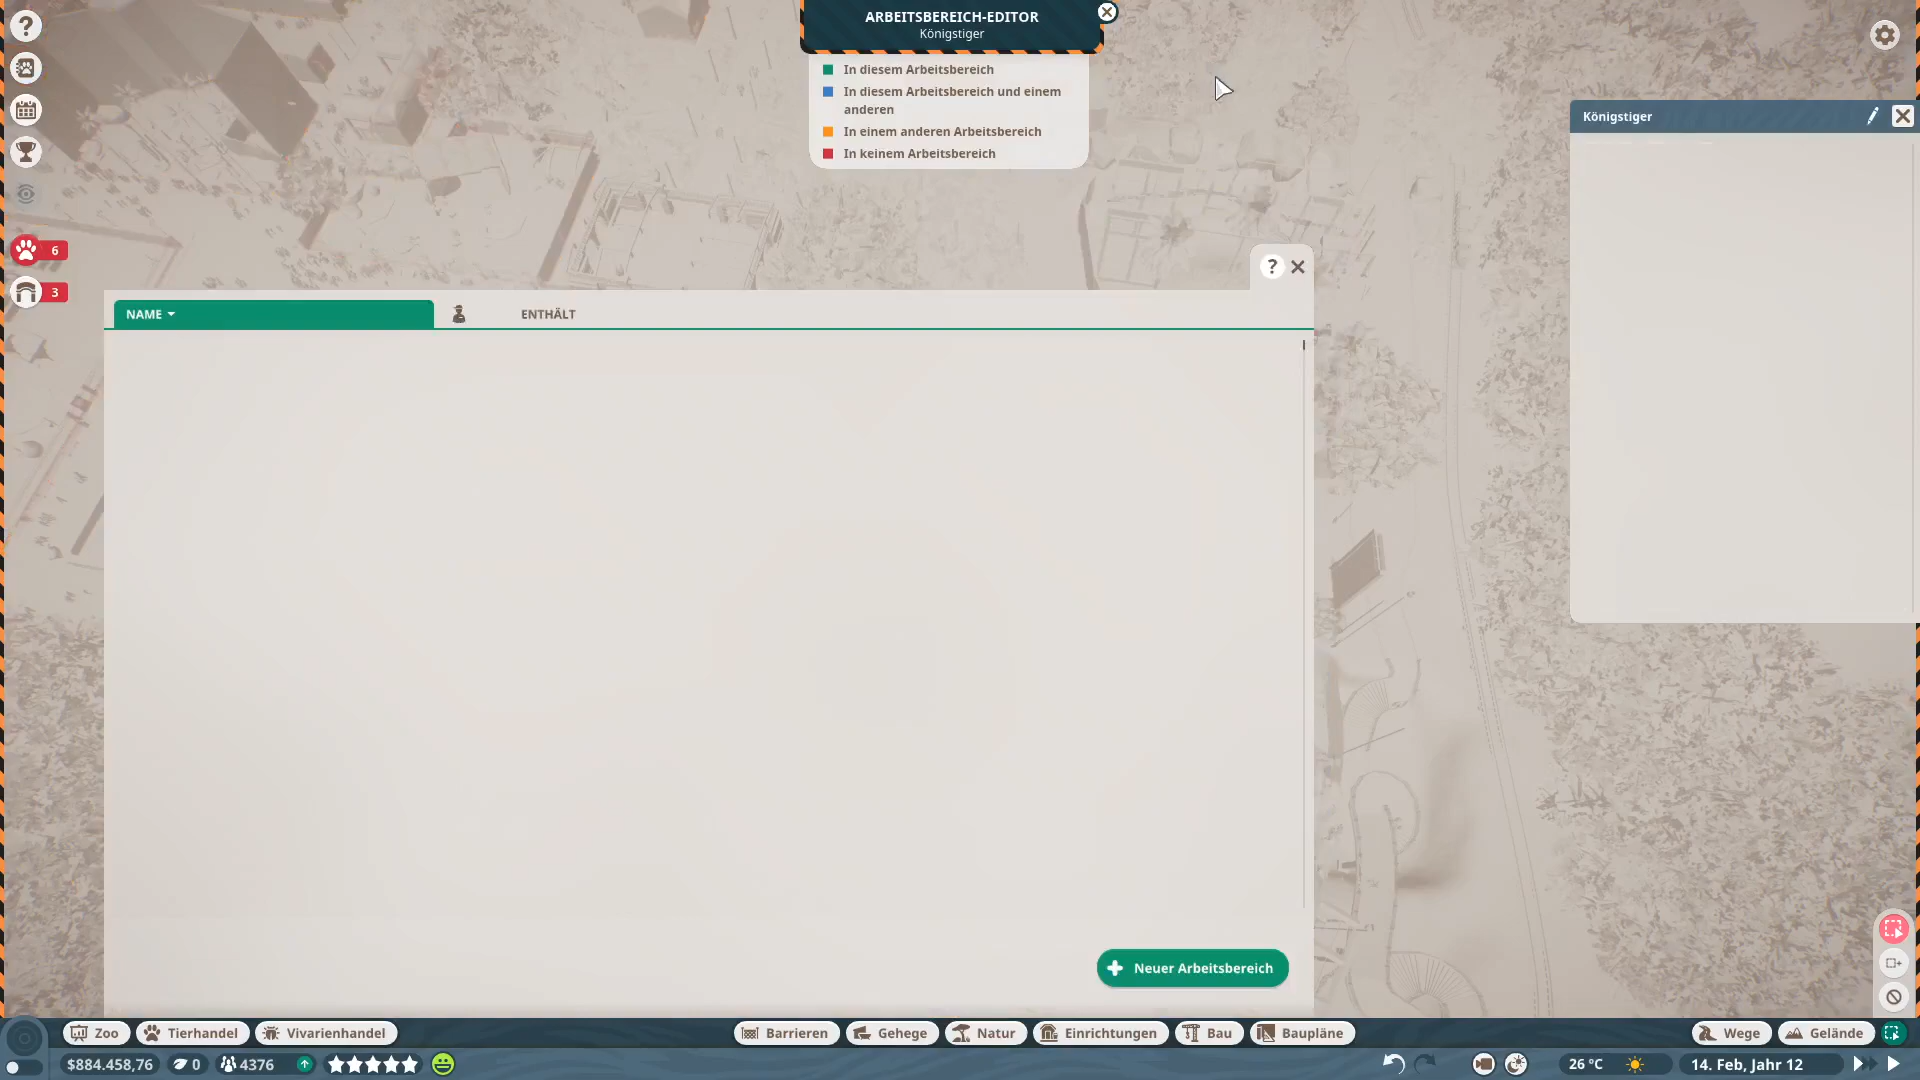 ARBEITSBEREICH-EDITOR
Königstiger
In diesem Arbeitsbereich
In diesem Arbeitsbereich und einem
anderen
In einem anderen Arbeitsbereich
In keinem Arbeitsbereich
?
Königstiger
6
3
?
NAME
ENTHÄLT
Neuer Arbeitsbereich
Zoo
Tierhandel
Vivarienhandel
Barrieren
Gehege
Natur
Einrichtungen
Bau
Baupläne
Wege
Gelände
$884.458,76
0
4376
26 °C
14. Feb, Jahr 12